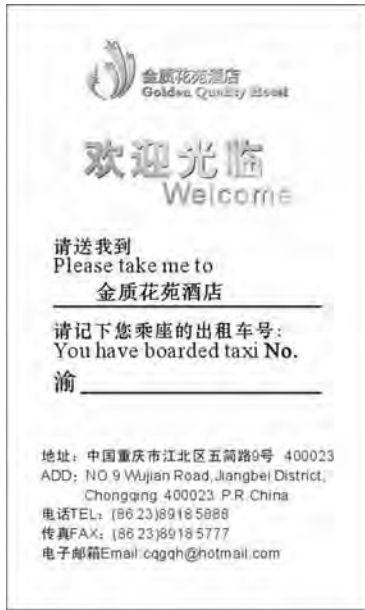 金质花苑酒店
Golden Quality Hotel
欢迎光临
Welcome
请送我到
Please take me to
金质花苑酒店
请记下您乘座的出租车号：
You have boarded taxi No.
渝
地址：中国重庆市江北区五简路9号 400023
ADD：NO.9 Wujian Road,Jiangbei District,
Chongqing 400023 P.R.China
电话TEL：(86 23)8918 5888
传真FAX：(86 23)8918 5777
电子邮箱Email:cqgqh@hotmail.com